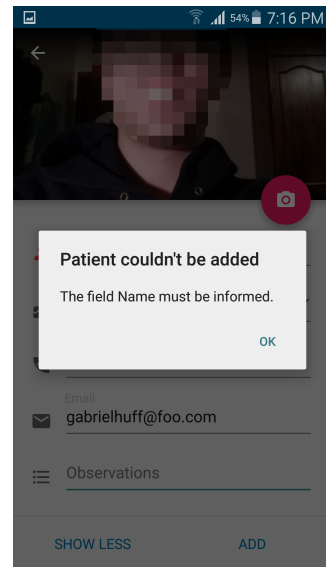 54% 7:16 PM
Patient couldn't be added
The field Name must be informed.
OK
Email
gabrielhuff@foo.com
Observations
SHOW LESS
ADD